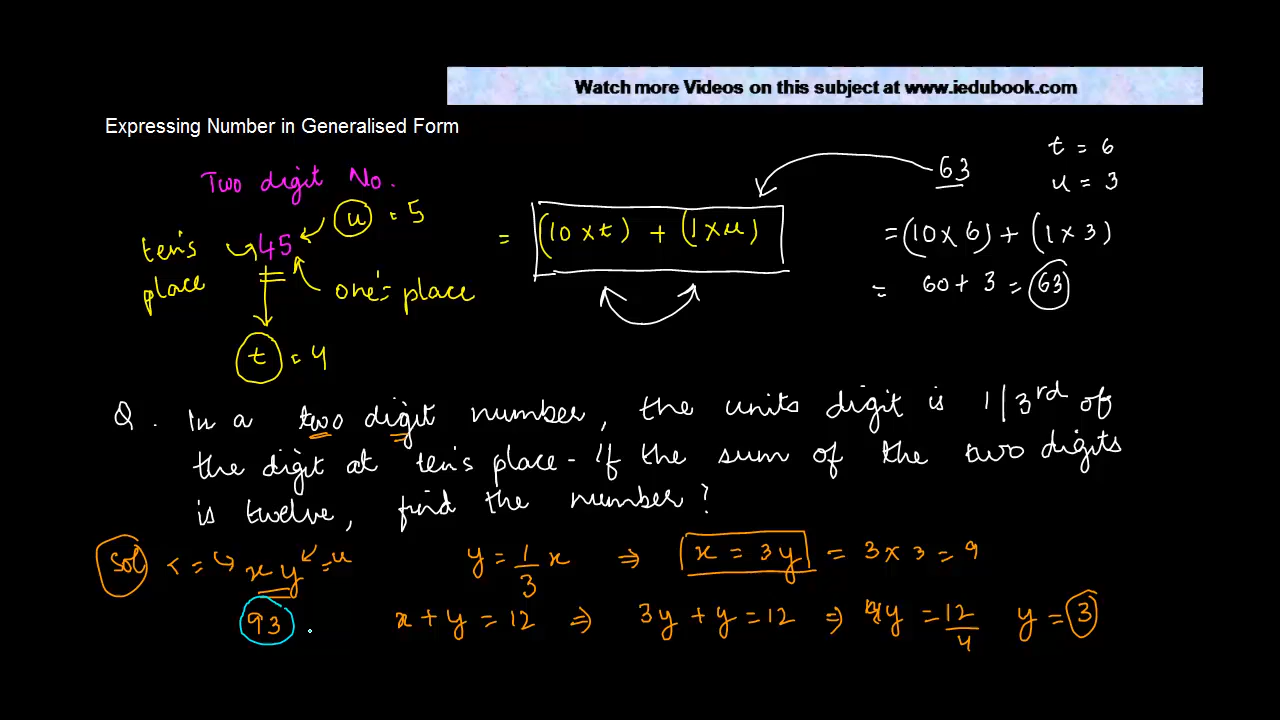 Watch more Videos on this subject at www.iedubook.com
Expressing Number in Generalised Form
t = 6
63
u = 3
Two digit No.
u = 5
ten's 45
place
one's place
t = 4
= (10 x t) + (1 x u)
= (10 x 6) + (1 x 3)
= 60 + 3 = 63
Q. In a two digit number, the units digit is 1/3rd of
the digit at ten's place - If the sum of the two digits
is twelve, find the number?
Sol t = x y = u y = 1/3 x ⇒ x = 3y = 3 x 3 = 9
93 x + y = 12 ⇒ 3y + y = 12 ⇒ 4y = 12/4 y = 3